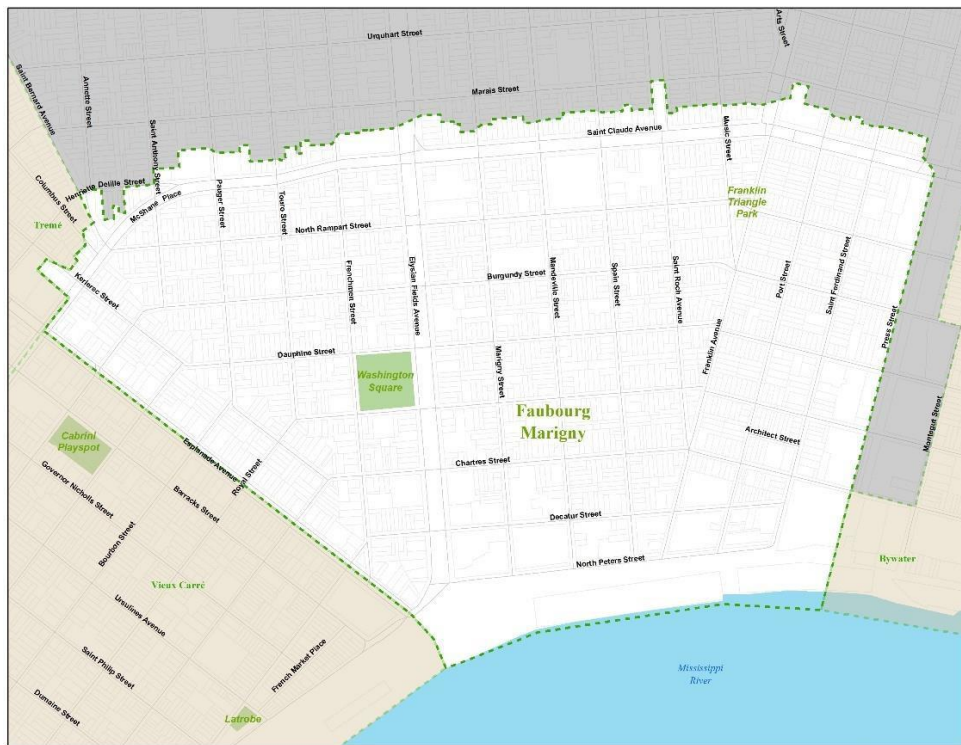 Urquhart Street
Arts Street
Saint Bernard Avenue
Annette Street
Marais Street
Saint Anthony Street
Saint Claude Avenue
Music Street
Henriette Delille Street
Columbus Street
McShane Place
Pauger Street
Touro Street
Franklin
Triangle
Park
Tremé
North Rampart Street
Kerlerec Street
Frenchmen Street
Elysian Fields Avenue
Burgundy Street
Mandeville Street
Spain Street
Saint Roch Avenue
Port Street
Saint Ferdinand Street
Press Street
Dauphine Street
Washington
Square
Marigny Street
Franklin Avenue
Faubourg
Marigny
Montegut Street
Cabrini
Playspot
Esplanade Avenue
Royal Street
Chartres Street
Architect Street
Governor Nicholls Street
Barracks Street
Bourbon Street
Decatur Street
North Peters Street
Bywater
Vieux Carré
Ursulines Avenue
Saint Philip Street
French Market Place
Mississippi
River
Dumaine Street
Latrobe